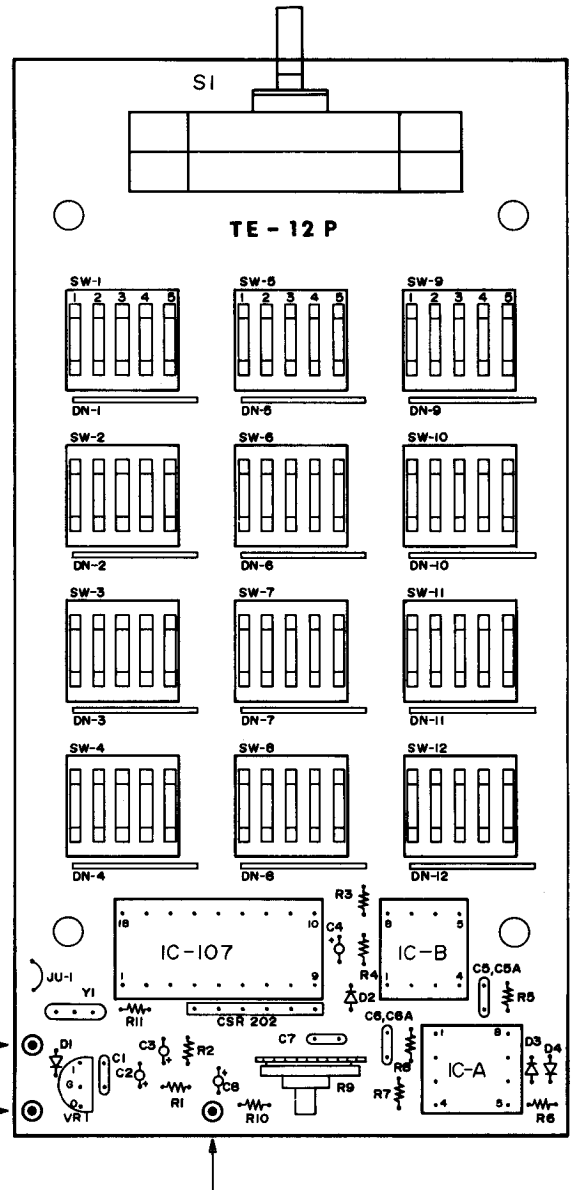 S1
TE-12P
SW-1 SW-5 SW-9
1 2 3 4 5 1 2 3 4 5 1 2 3 4 5
DN-1 DN-5 DN-9
SW-2 SW-6 SW-10
DN-2 DN-6 DN-10
SW-3 SW-7 SW-11
DN-3 DN-7 DN-11
SW-4 SW-8 SW-12
DN-4 DN-8 DN-12
R3
18 10 C4 8 5
+
IC-107 IC-B
R4
JU-1 1 9 1 4 C5,C5A
D2
Y1 R5
R11 CSR 202 C6,C6A
C7 1 8 D3 D4
D1 C3 R2 R8
+
I C1 IC-A
G C2 + C8 + R9
R7
O R1 4 5
VR1 R10 R6